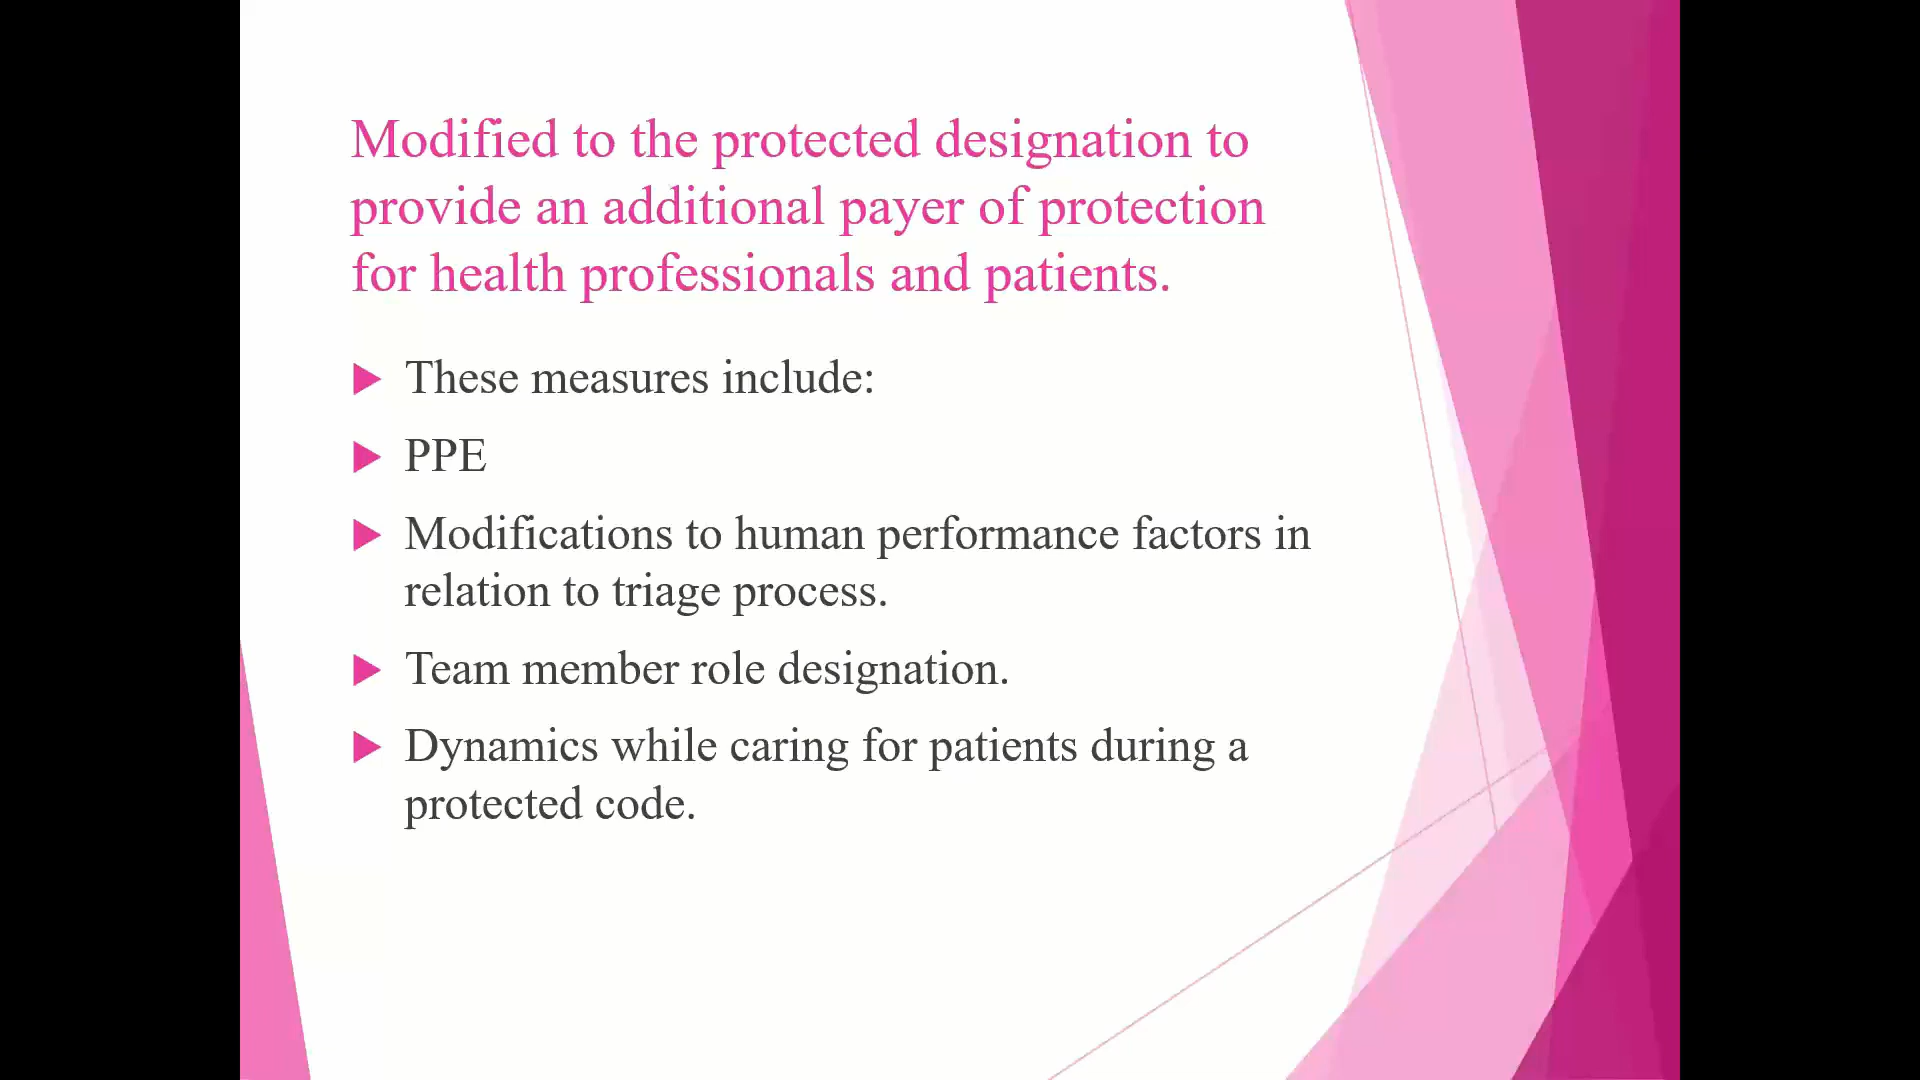 Modified to the protected designation to
provide an additional payer of protection
for health professionals and patients.
These measures include:
PPE
Modifications to human performance factors in
relation to triage process.
Team member role designation.
Dynamics while caring for patients during a
protected code.